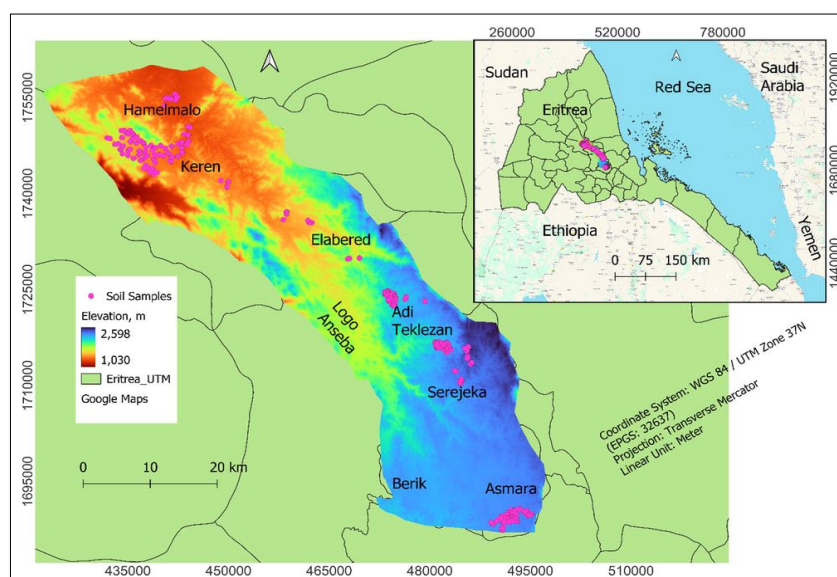 260000 520000 780000
1920000
1680000
1440000
Sudan
Saudi
Arabia
Red Sea
Eritrea
Ethiopia
Yemen
0 75 150 km
1755000
1740000
1725000
1710000
1695000
Hamelmalo
Keren
Elabered
Logo
Anseba
Adi
Teklezan
Serejeka
Berik
Asmara
Soil Samples
Elevation, m
2,598
1,030
Eritrea_UTM
Google Maps
0 10 20 km
Coordinate System: WGS 84 / UTM Zone 37N
(EPGS: 32637)
Projection: Transverse Mercator
Linear Unit: Meter
435000 450000 465000 480000 495000 510000